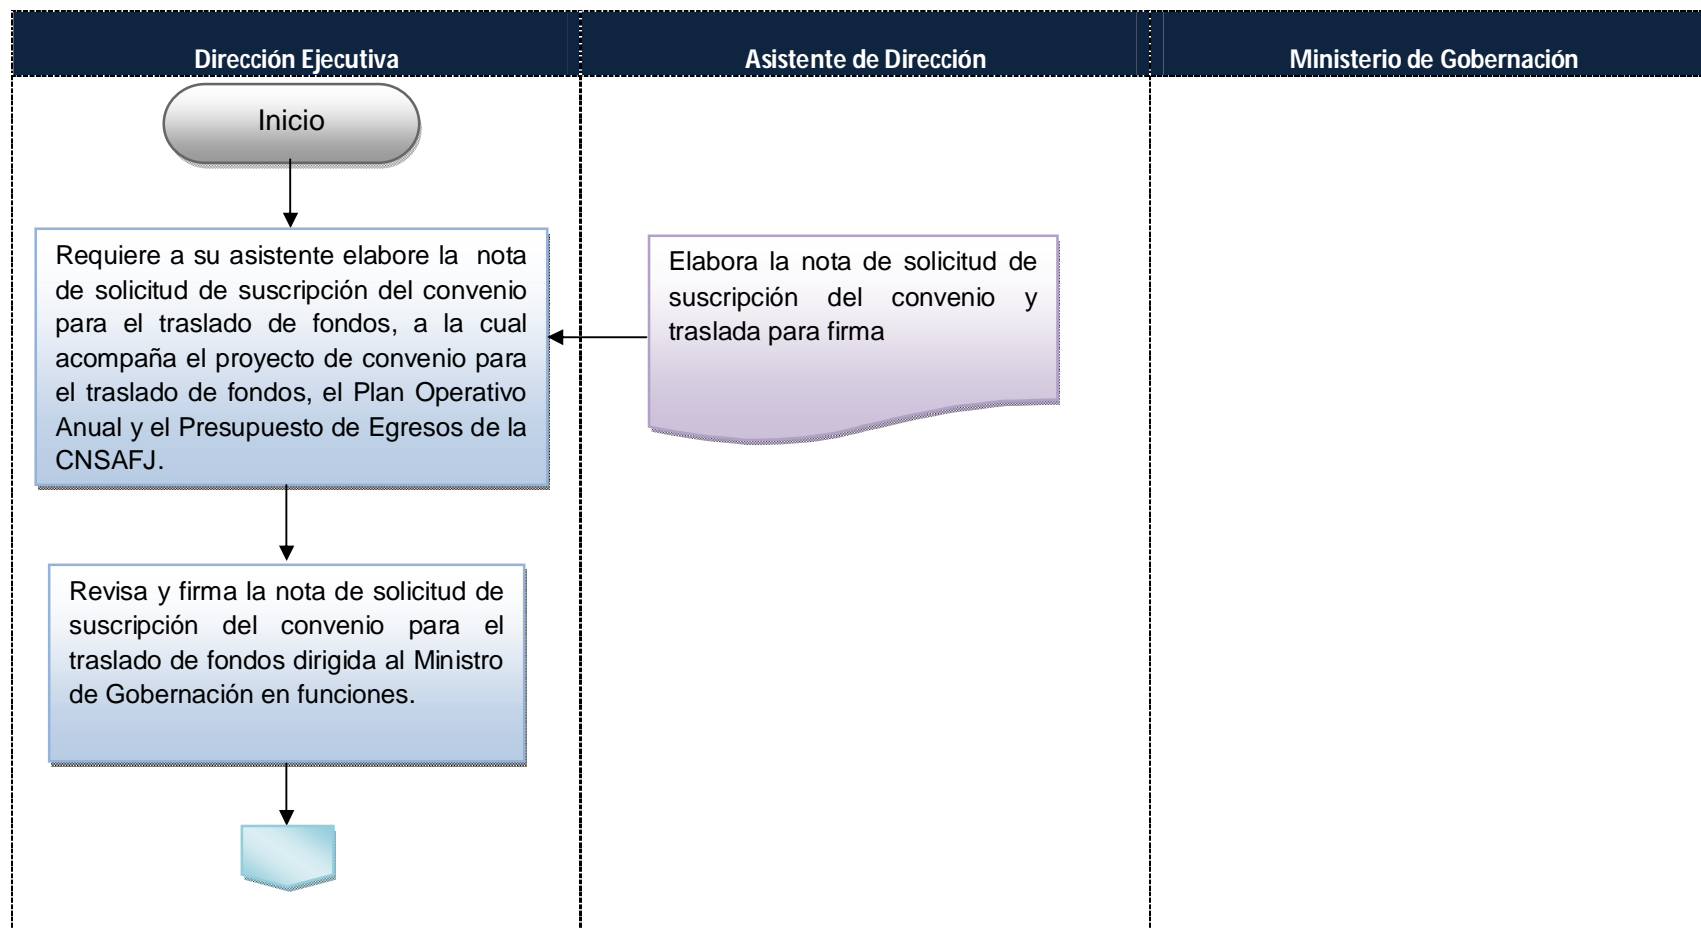 Dirección Ejecutiva
Asistente de Dirección
Ministerio de Gobernación
Inicio
Requiere a su asistente elabore la nota
de solicitud de suscripción del convenio
para el traslado de fondos, a la cual
acompaña el proyecto de convenio para
el traslado de fondos, el Plan Operativo
Anual y el Presupuesto de Egresos de la
CNSAFJ.
Elabora la nota de solicitud de
suscripción del convenio y
traslada para firma
Revisa y firma la nota de solicitud de
suscripción del convenio para el
traslado de fondos dirigida al Ministro
de Gobernación en funciones.